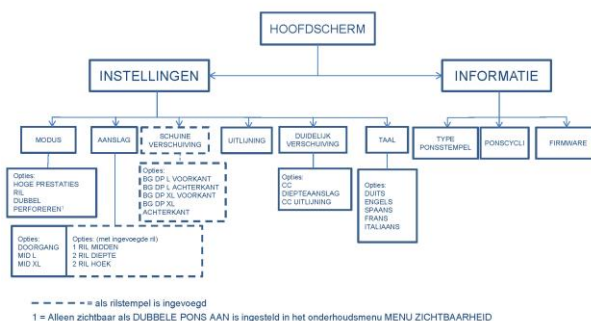 HOOFDSCHERM
INSTELLINGEN
INFORMATIE
MODUS
AANSLAG
SCHUINE
VERSCHUIVING
UITLIJNING
DUIDELIJK
VERSCHUIVING
TAAL
TYPE
PONSSTEMPEL
PONSCYCLI
FIRMWARE
Opties:
HOGE PRESTATIES
RIL
DUBBEL
PERFOREREN¹
Opties:
BG DP L VOORKANT
BG DP L ACHTERKANT
BG DP XL VOORKANT
BG DP XL
ACHTERKANT
Opties:
CC
DIEPTEAANSLAG
CC UITLIJNING
Opties:
DUITS
ENGELS
SPAANS
FRANS
ITALIAANS
Opties:
DOORGANG
MID L
MID XL
Opties: (met ingevoegde ril)
1 RIL MIDDEN
2 RIL DIEPTE
2 RIL HOEK
= als rilstempel is ingevoegd
1 = Alleen zichtbaar als DUBBELE PONS AAN is ingesteld in het onderhoudsmenu MENU ZICHTBAARHEID